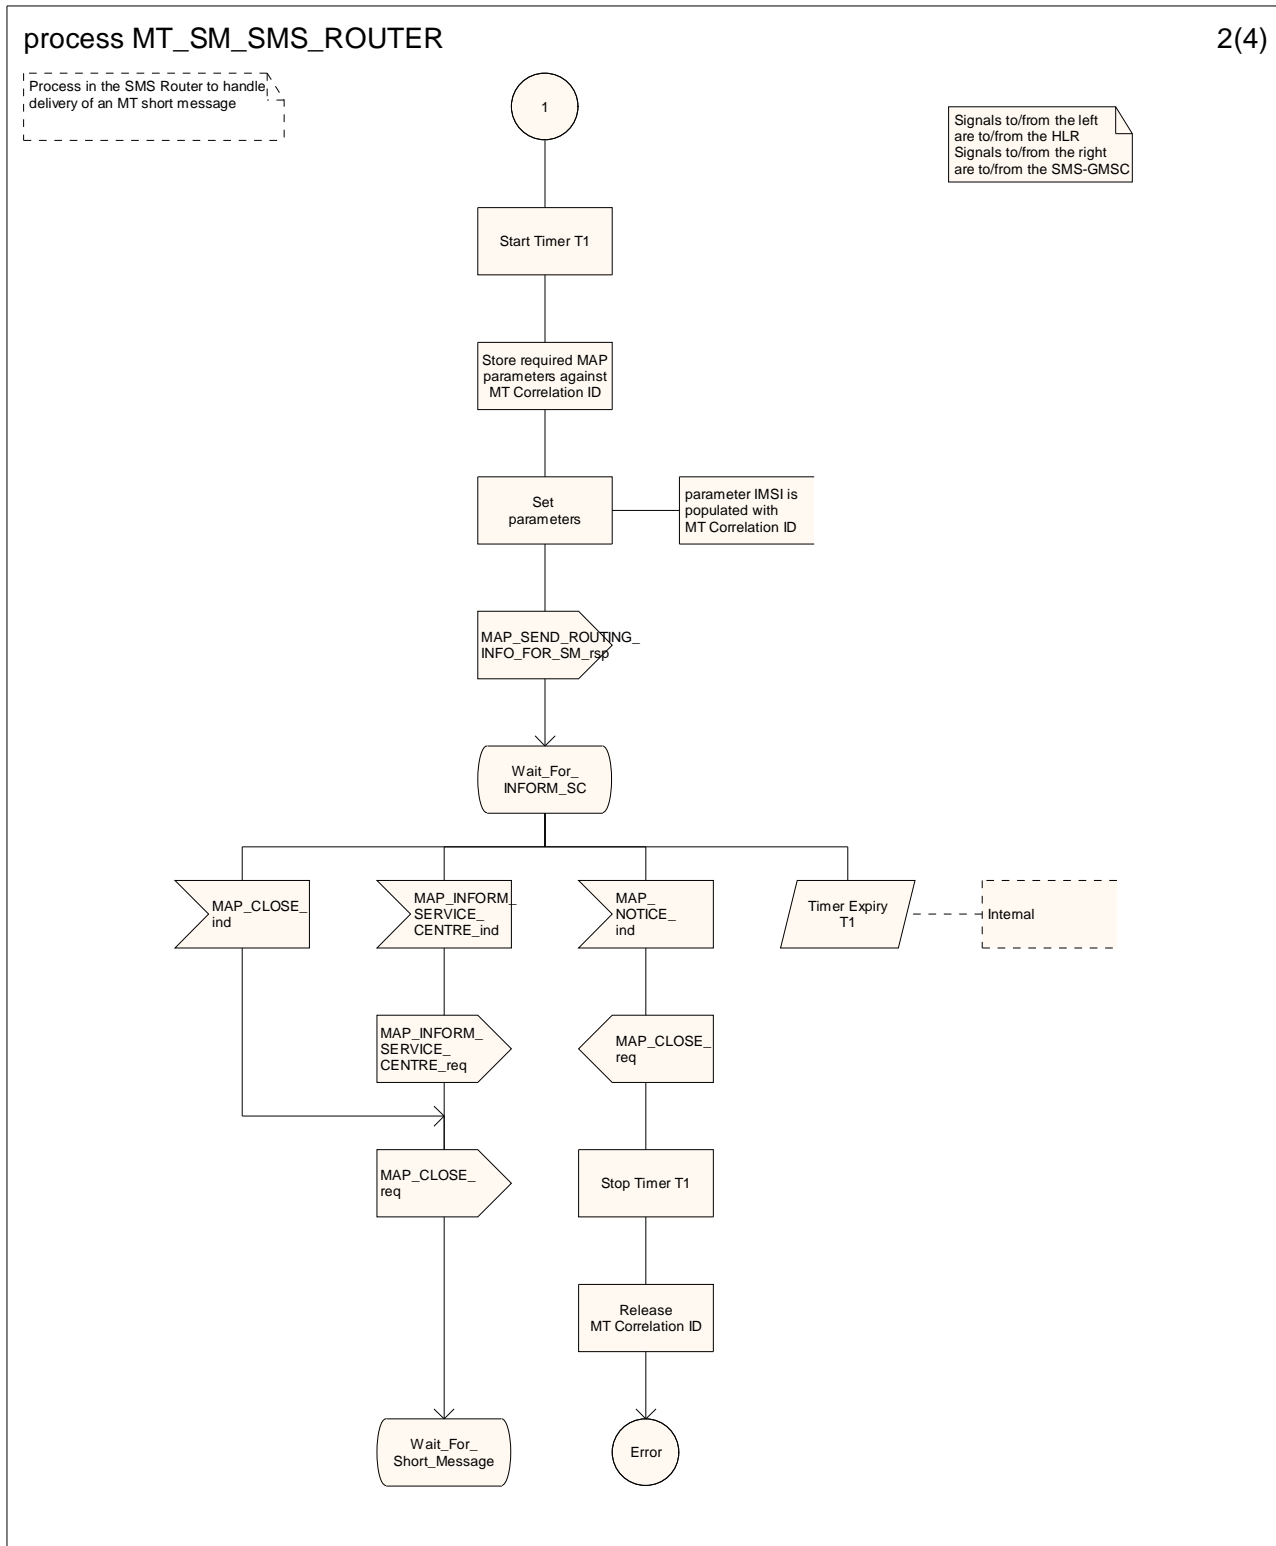 process MT_SM_SMS_ROUTER
2(4)
Process in the SMS Router to handle
delivery of an MT short message
1
Signals to/from the left
are to/from the HLR
Signals to/from the right
are to/from the SMS-GMSC
Start Timer T1
Store required MAP
parameters against
MT Correlation ID
Set
parameters
parameter IMSI is
populated with
MT Correlation ID
MAP_SEND_ROUTING_
INFO_FOR_SM_rsp
Wait_For_
INFORM_SC
MAP_CLOSE_
ind
MAP_INFORM_
SERVICE_
CENTRE_ind
MAP_
NOTICE_
ind
Timer Expiry
T1
Internal
MAP_INFORM_
SERVICE_
CENTRE_req
MAP_CLOSE_
req
MAP_CLOSE_
req
Stop Timer T1
Release
MT Correlation ID
Wait_For_
Short_Message
Error